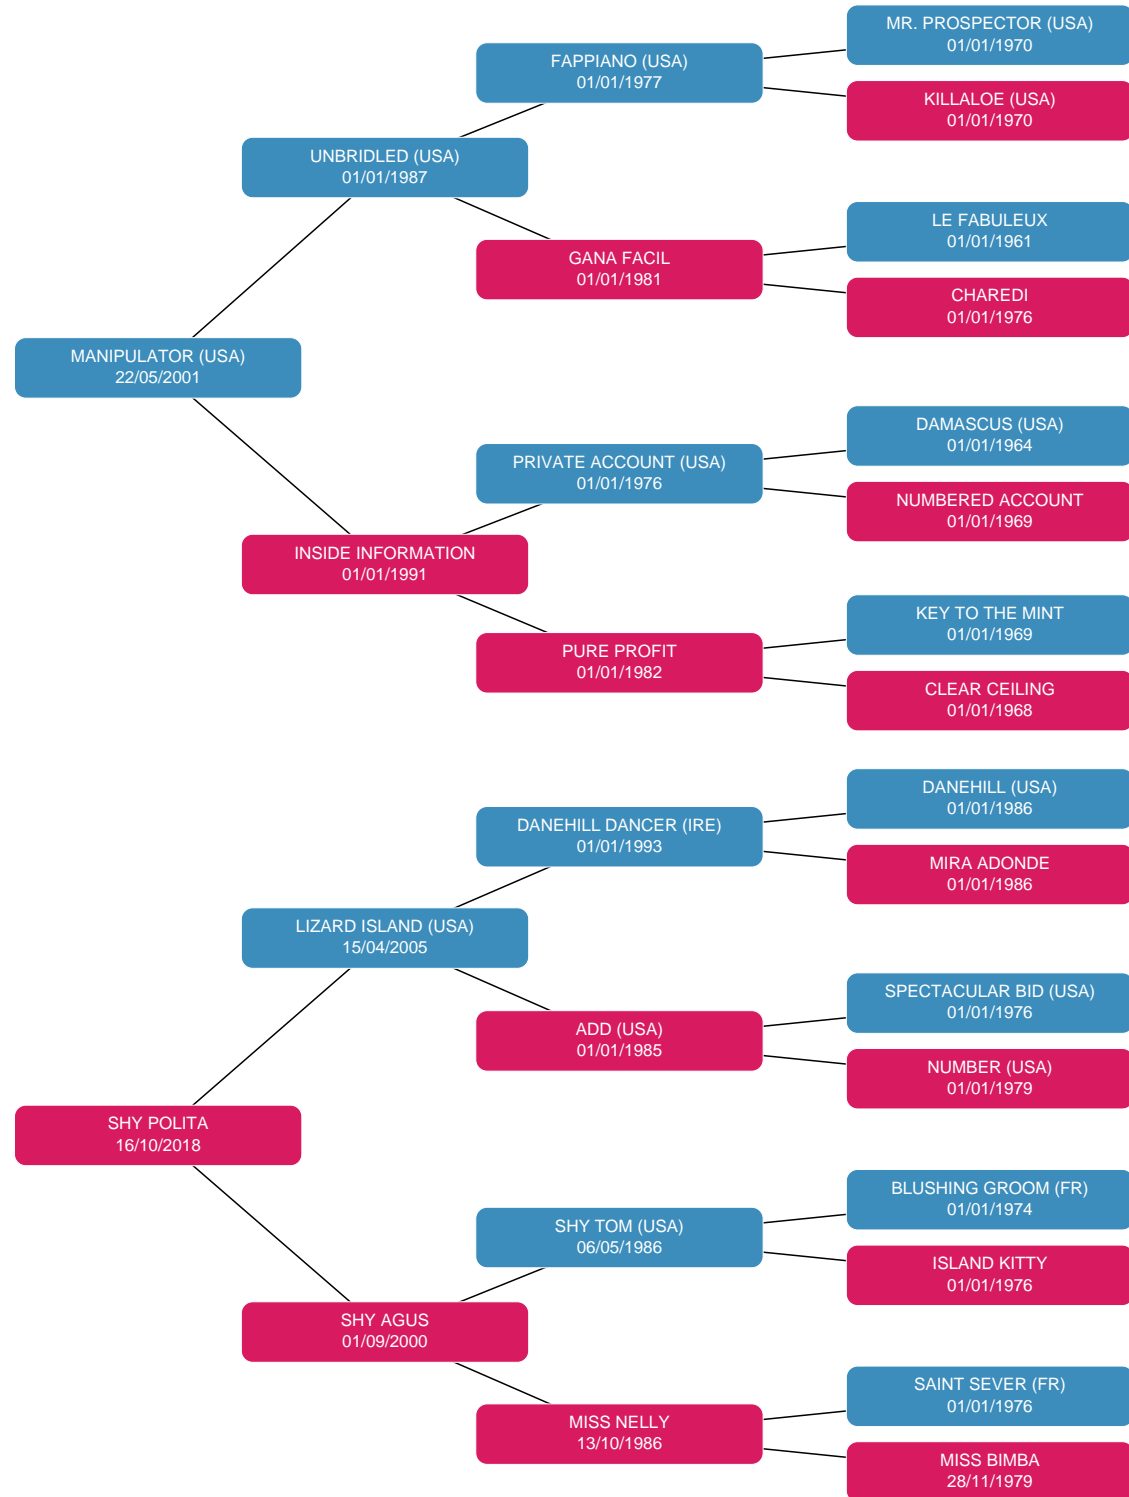 MR. PROSPECTOR (USA)
01/01/1970
FAPPIANO (USA)
01/01/1977
KILLALOE (USA)
01/01/1970
UNBRIDLED (USA)
01/01/1987
LE FABULEUX
01/01/1961
GANA FACIL
01/01/1981
CHAREDI
01/01/1976
MANIPULATOR (USA)
22/05/2001
DAMASCUS (USA)
01/01/1964
PRIVATE ACCOUNT (USA)
01/01/1976
NUMBERED ACCOUNT
01/01/1969
INSIDE INFORMATION
01/01/1991
KEY TO THE MINT
01/01/1969
PURE PROFIT
01/01/1982
CLEAR CEILING
01/01/1968
DANEHILL (USA)
01/01/1986
DANEHILL DANCER (IRE)
01/01/1993
MIRA ADONDE
01/01/1986
LIZARD ISLAND (USA)
15/04/2005
SPECTACULAR BID (USA)
01/01/1976
ADD (USA)
01/01/1985
NUMBER (USA)
01/01/1979
SHY POLITA
16/10/2018
BLUSHING GROOM (FR)
01/01/1974
SHY TOM (USA)
06/05/1986
ISLAND KITTY
01/01/1976
SHY AGUS
01/09/2000
SAINT SEVER (FR)
01/01/1976
MISS NELLY
13/10/1986
MISS BIMBA
28/11/1979